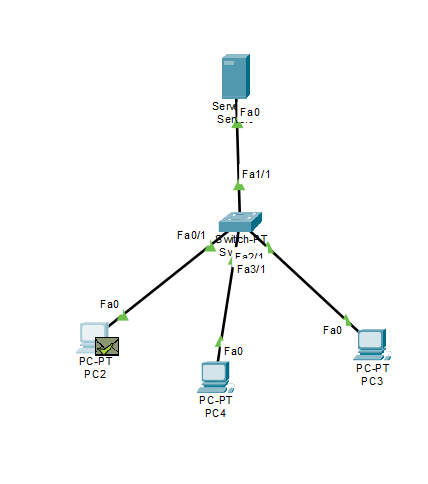 Fa0
Fa1/1
Fa0/1
Switch-PT
Fa2/1
Fa3/1
Fa0
Fa0
Fa0
PC-PT
PC2
PC-PT
PC3
PC-PT
PC4